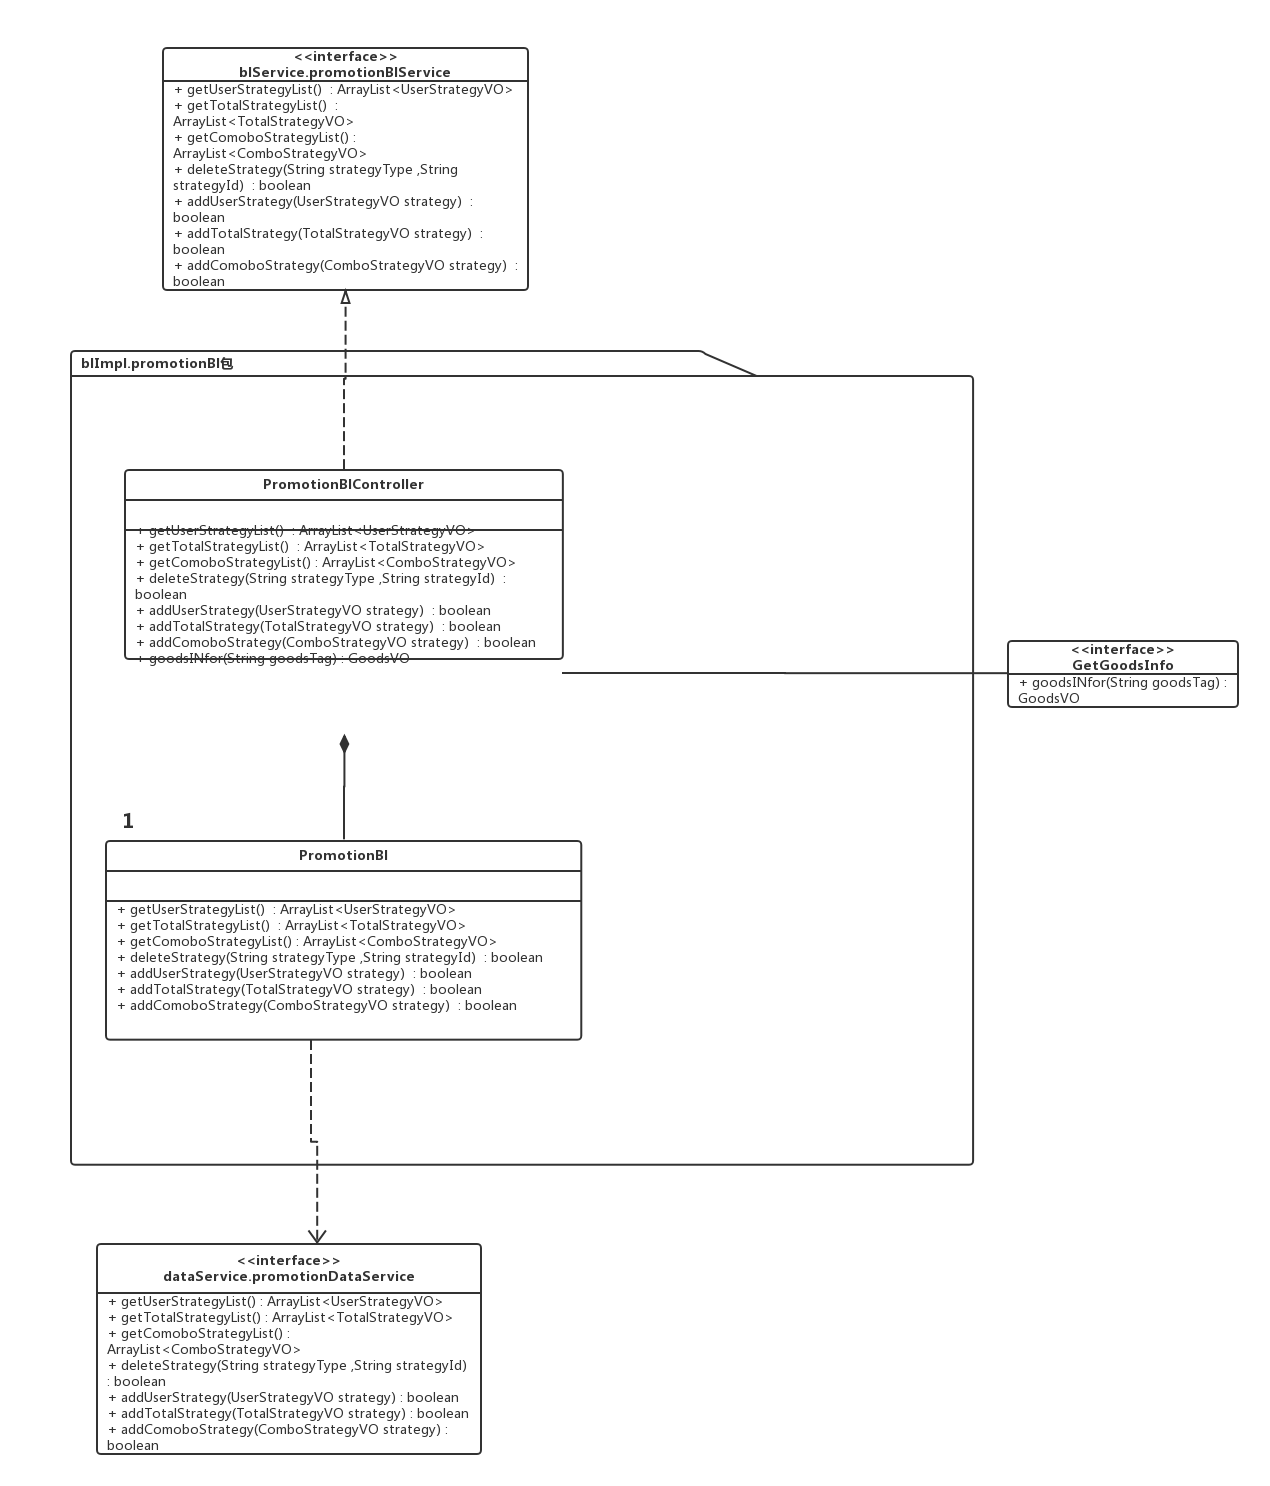 <<interface>>
blService.promotionBlService
+ getUserStrategyList()  : ArrayList<UserStrategyVO>
+ getTotalStrategyList()  :
ArrayList<TotalStrategyVO>
+ getComoboStrategyList() :
ArrayList<ComboStrategyVO>
+ deleteStrategy(String strategyType ,String
strategyId)  : boolean
+ addUserStrategy(UserStrategyVO strategy)  :
boolean
+ addTotalStrategy(TotalStrategyVO strategy)  :
boolean
+ addComoboStrategy(ComboStrategyVO strategy)  :
boolean
blImpl.promotionBl包
PromotionBlController
+ getUserStrategyList()  : ArrayList<UserStrategyVO>
+ getTotalStrategyList()  : ArrayList<TotalStrategyVO>
+ getComoboStrategyList() : ArrayList<ComboStrategyVO>
+ deleteStrategy(String strategyType ,String strategyId)  :
boolean
+ addUserStrategy(UserStrategyVO strategy)  : boolean
+ addTotalStrategy(TotalStrategyVO strategy)  : boolean
+ addComoboStrategy(ComboStrategyVO strategy)  : boolean
+ goodsINfor(String goodsTag) : GoodsVO
<<interface>>
GetGoodsInfo
+ goodsINfor(String goodsTag) :
GoodsVO
1
PromotionBl
+ getUserStrategyList()  : ArrayList<UserStrategyVO>
+ getTotalStrategyList()  : ArrayList<TotalStrategyVO>
+ getComoboStrategyList() : ArrayList<ComboStrategyVO>
+ deleteStrategy(String strategyType ,String strategyId)  : boolean
+ addUserStrategy(UserStrategyVO strategy)  : boolean
+ addTotalStrategy(TotalStrategyVO strategy)  : boolean
+ addComoboStrategy(ComboStrategyVO strategy)  : boolean
<<interface>>
dataService.promotionDataService
+ getUserStrategyList() : ArrayList<UserStrategyVO>
+ getTotalStrategyList() : ArrayList<TotalStrategyVO>
+ getComoboStrategyList() :
ArrayList<ComboStrategyVO>
+ deleteStrategy(String strategyType ,String strategyId)
: boolean
+ addUserStrategy(UserStrategyVO strategy) : boolean
+ addTotalStrategy(TotalStrategyVO strategy) : boolean
+ addComoboStrategy(ComboStrategyVO strategy) :
boolean